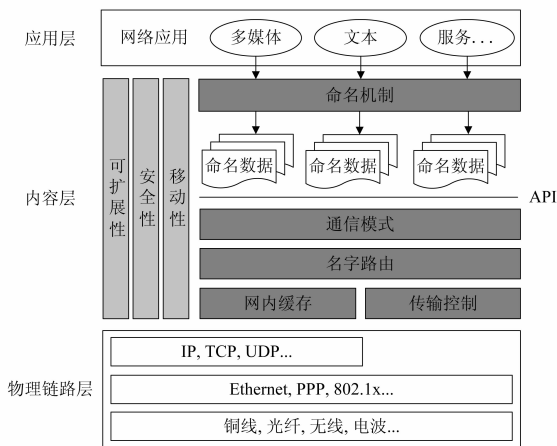 应用层
网络应用
多媒体
文本
服务...
命名机制
命名数据
命名数据
命名数据
内容层
可扩展性
安全性
移动性
API
通信模式
名字路由
网内缓存
传输控制
物理链路层
IP, TCP, UDP...
Ethernet, PPP, 802.1x...
铜线, 光纤, 无线, 电波...